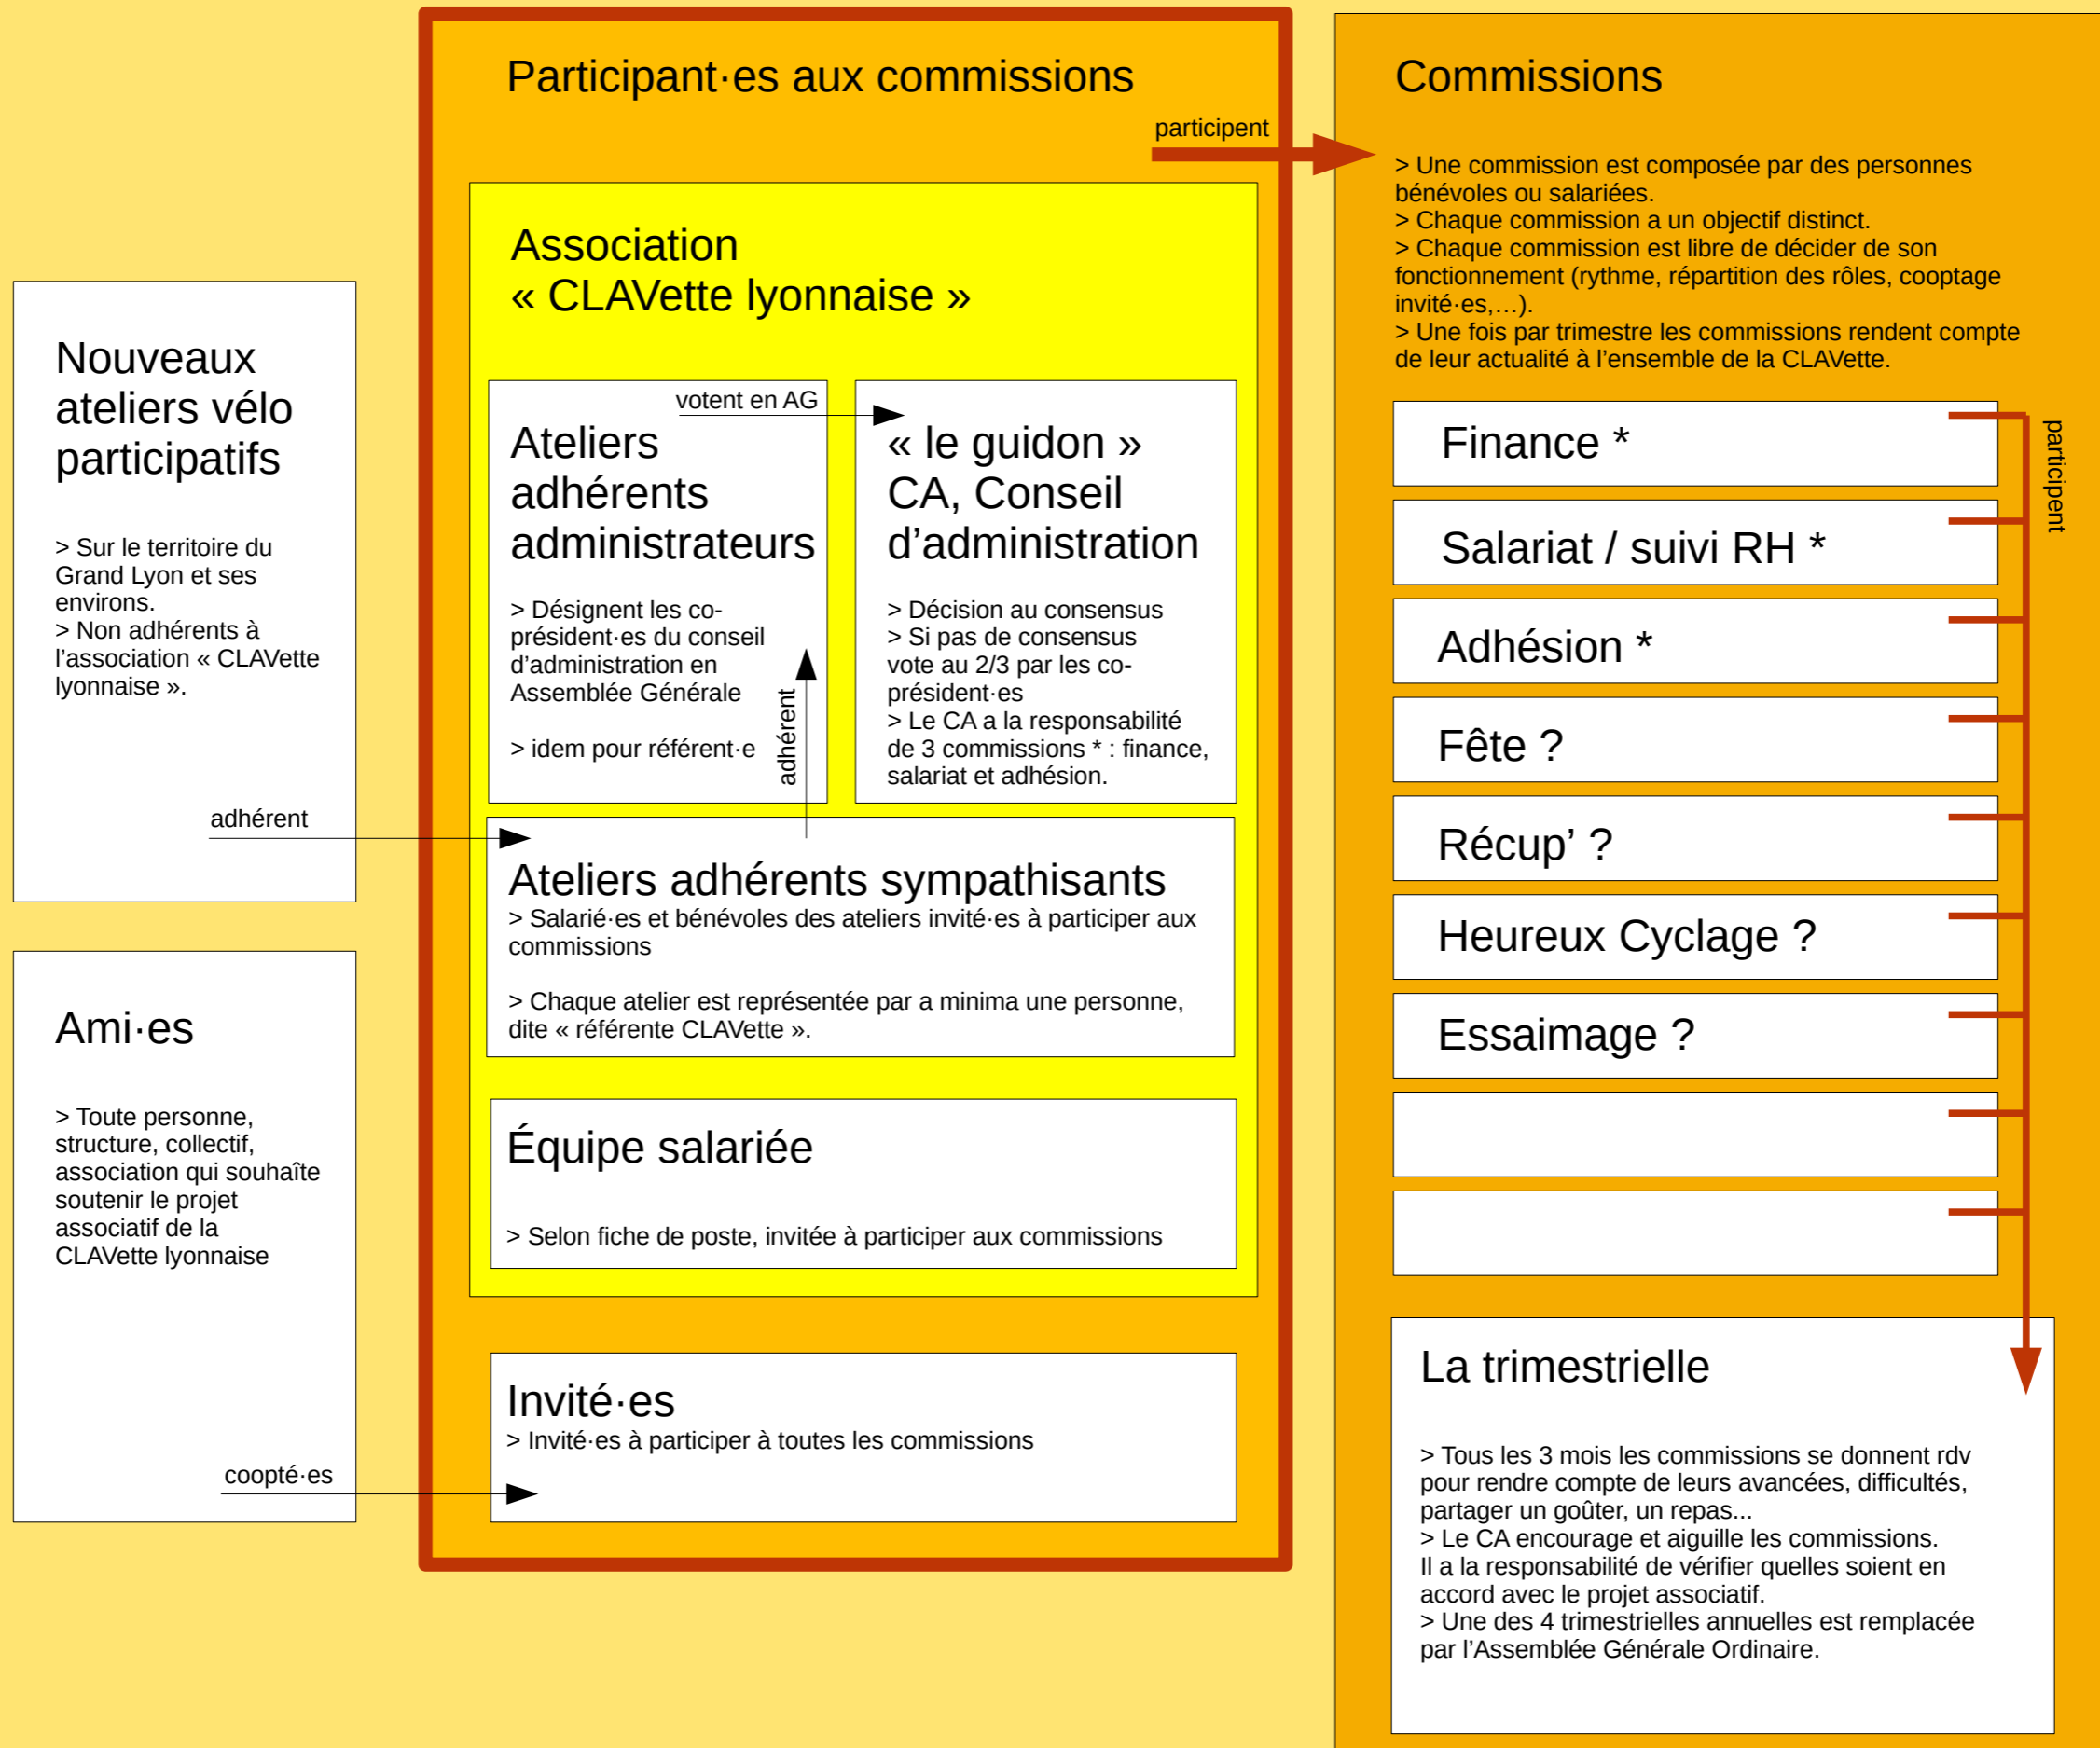 Nouveaux
ateliers vélo
participatifs
> Sur le territoire du
Grand Lyon et ses
environs.
> Non adhérents à
l’association « CLAVette
lyonnaise ».
adhérent
Ami·es
> Toute personne,
structure, collectif,
association qui souhaîte
soutenir le projet
associatif de la
CLAVette lyonnaise
coopté·es
Participant·es aux commissions
participent
Association
« CLAVette lyonnaise »
votent en AG
Ateliers
adhérents
administrateurs
> Désignent les co-
président·es du conseil
d’administration en
Assemblée Générale
> idem pour référent·e
adhérent
« le guidon »
CA, Conseil
d’administration
> Décision au consensus
> Si pas de consensus
vote au 2/3 par les co-
président·es
> Le CA a la responsabilité
de 3 commissions * : finance,
salariat et adhésion.
Ateliers adhérents sympathisants
> Salarié·es et bénévoles des ateliers invité·es à participer aux
commissions
> Chaque atelier est représentée par a minima une personne,
dite « référente CLAVette ».
Équipe salariée
> Selon fiche de poste, invitée à participer aux commissions
Invité·es
> Invité·es à participer à toutes les commissions
Commissions
> Une commission est composée par des personnes
bénévoles ou salariées.
> Chaque commission a un objectif distinct.
> Chaque commission est libre de décider de son
fonctionnement (rythme, répartition des rôles, cooptage
invité·es,…).
> Une fois par trimestre les commissions rendent compte
de leur actualité à l’ensemble de la CLAVette.
participent
Finance *
Salariat / suivi RH *
Adhésion *
Fête ?
Récup’ ?
Heureux Cyclage ?
Essaimage ?
La trimestrielle
> Tous les 3 mois les commissions se donnent rdv
pour rendre compte de leurs avancées, difficultés,
partager un goûter, un repas...
> Le CA encourage et aiguille les commissions.
Il a la responsabilité de vérifier quelles soient en
accord avec le projet associatif.
> Une des 4 trimestrielles annuelles est remplacée
par l’Assemblée Générale Ordinaire.